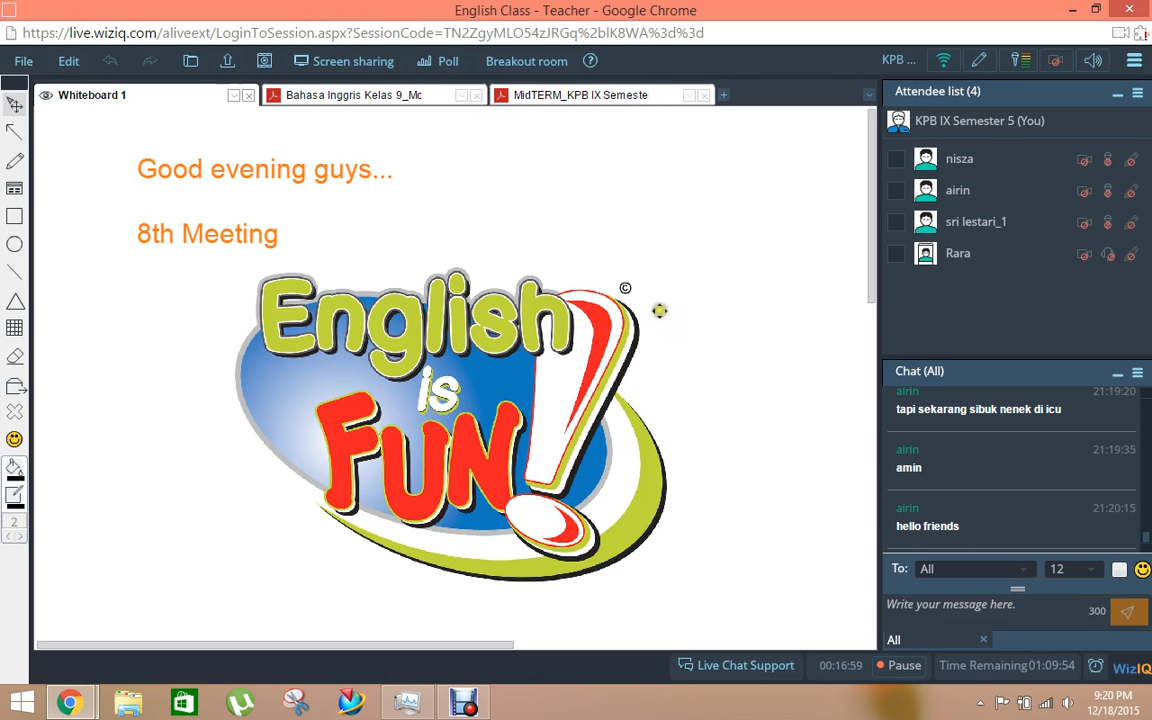 English Class - Teacher - Google Chrome
https://live.wiziq.com/aliveext/LoginToSession.aspx?SessionCode=TN2ZgyMLO54zJRGq%2blK8WA%3d%3d
File Edit Screen sharing Poll Breakout room ? KPB ...
Whiteboard 1 Bahasa Inggris Kelas 9_Mc MidTERM_KPB IX Semeste
Attendee list (4)
KPB IX Semester 5 (You)
nisza
airin
sri lestari_1
Rara
Good evening guys...
8th Meeting
English
©
is
FUN!
Chat (All)
airin 21:19:20
tapi sekarang sibuk nenek di icu
airin 21:19:35
amin
airin 21:20:15
hello friends
To: All 12
Write your message here. 300
All
2
Live Chat Support 00:16:59 Pause Time Remaining 01:09:54 WizIQ
9:20 PM
12/18/2015